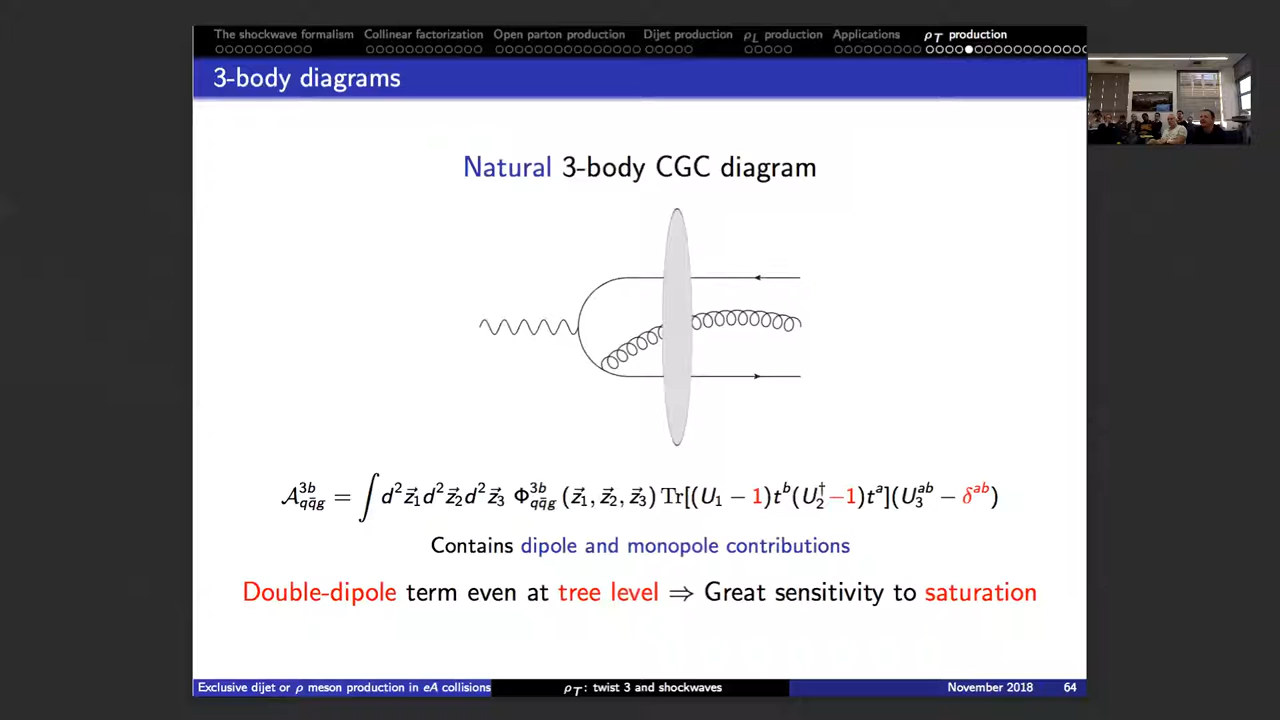 The shockwave formalism Collinear factorization Open parton production Dijet production ρ_L production Applications ρ_T production
3-body diagrams
Natural 3-body CGC diagram
𝒜^{3b}_{qq̄g} = ∫ d²z⃗₁d²z⃗₂d²z⃗₃ Φ^{3b}_{qq̄g} (z⃗₁, z⃗₂, z⃗₃) Tr[(U₁ − 1)t^b(U₂^† −1)t^a](U₃^{ab} − δ^{ab})
Contains dipole and monopole contributions
Double-dipole term even at tree level ⇒ Great sensitivity to saturation
Exclusive dijet or ρ meson production in eA collisions ρ_T: twist 3 and shockwaves November 2018 64